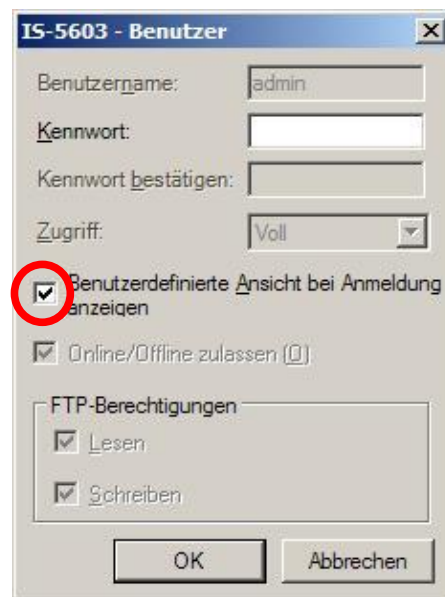 IS-5603 - Benutzer
Benutzername: admin
Kennwort:
Kennwort bestätigen:
Zugriff: Voll
Benutzerdefinierte Ansicht bei Anmeldung
anzeigen
Online/Offline zulassen (O)
FTP-Berechtigungen
Lesen
Schreiben
OK Abbrechen